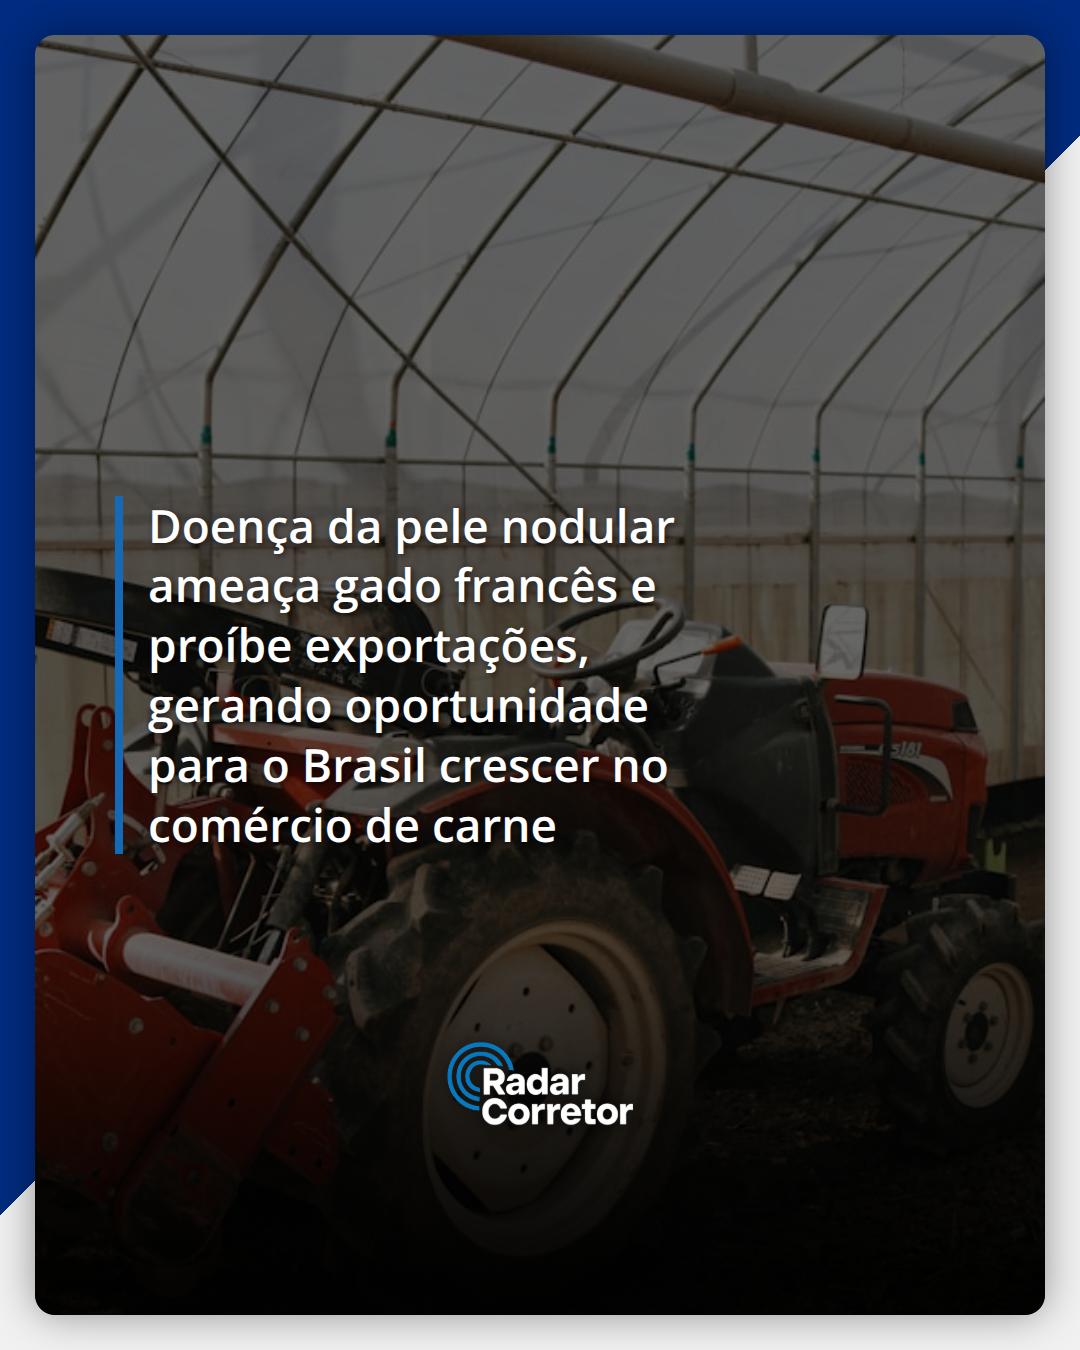 Doença da pele nodular
ameaça gado francês e
proíbe exportações,
gerando oportunidade
para o Brasil crescer no
comércio de carne
Radar
Corretor